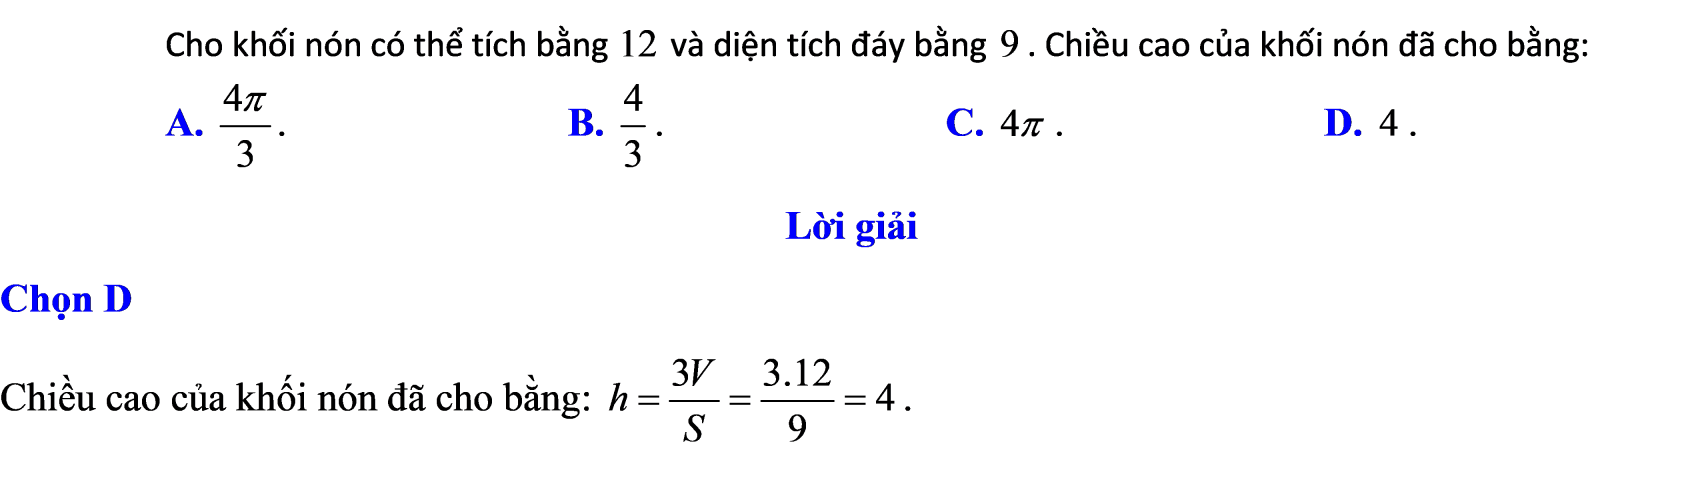 Cho khối nón có thể tích bằng 12 và diện tích đáy bằng 9 . Chiều cao của khối nón đã cho bằng:
A. \frac{4\pi}{3} . B. \frac{4}{3} . C. 4π . D. 4 .
Lời giải
Chọn D
Chiều cao của khối nón đã cho bằng: h = \frac{3V}{S} = \frac{3.12}{9} = 4 .